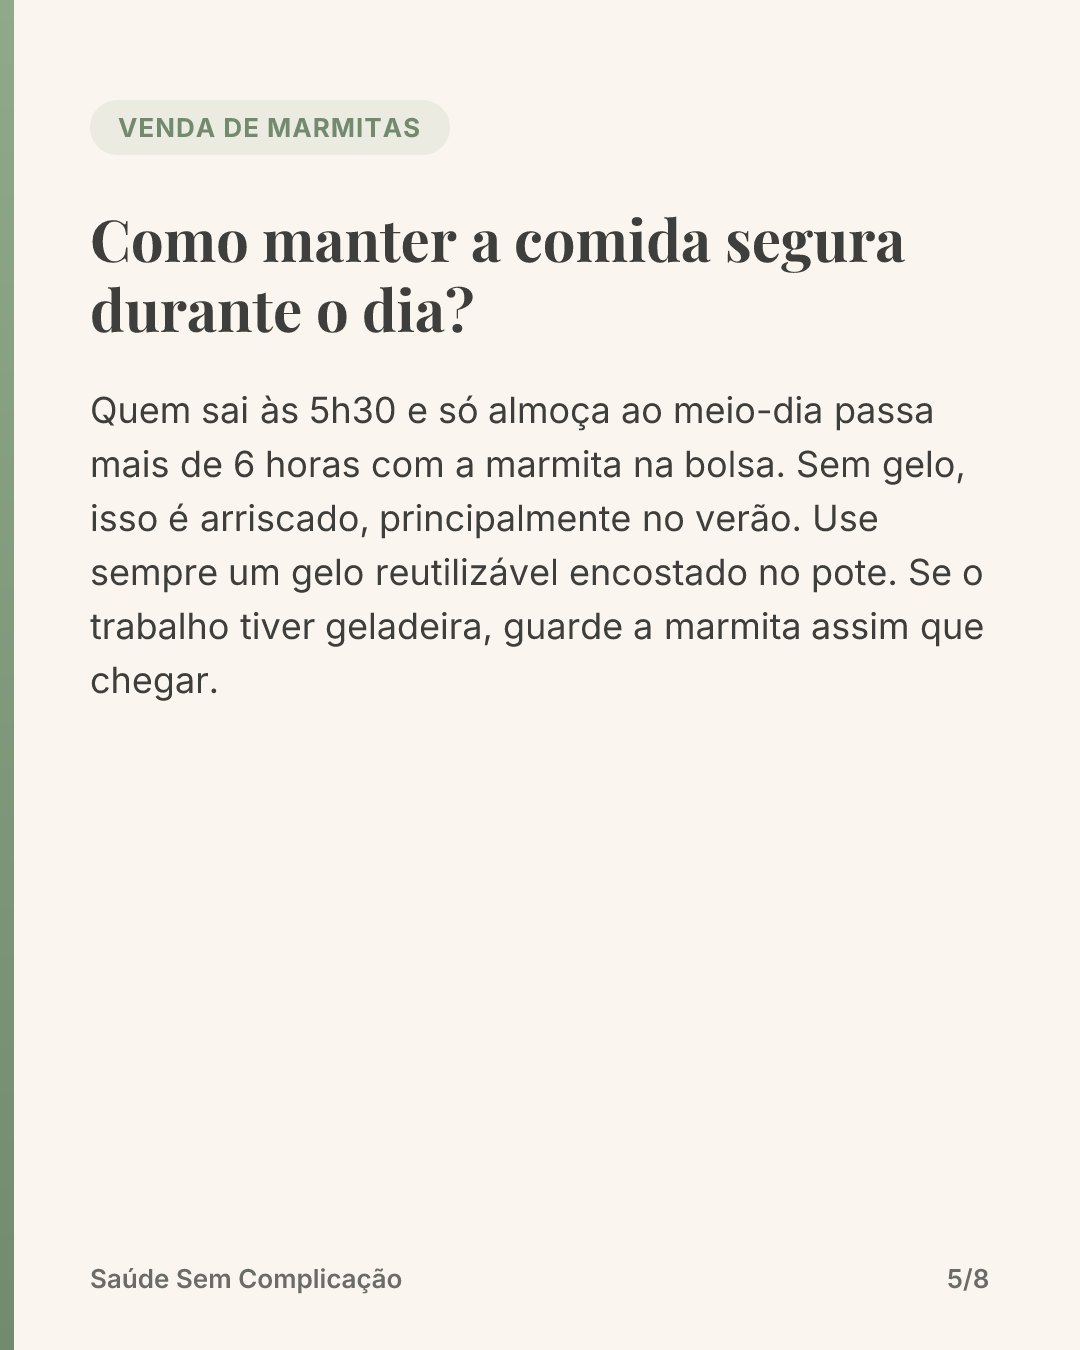 VENDA DE MARMITAS
Como manter a comida segura
durante o dia?
Quem sai às 5h30 e só almoça ao meio-dia passa
mais de 6 horas com a marmita na bolsa. Sem gelo,
isso é arriscado, principalmente no verão. Use
sempre um gelo reutilizável encostado no pote. Se o
trabalho tiver geladeira, guarde a marmita assim que
chegar.
Saúde Sem Complicação
5/8